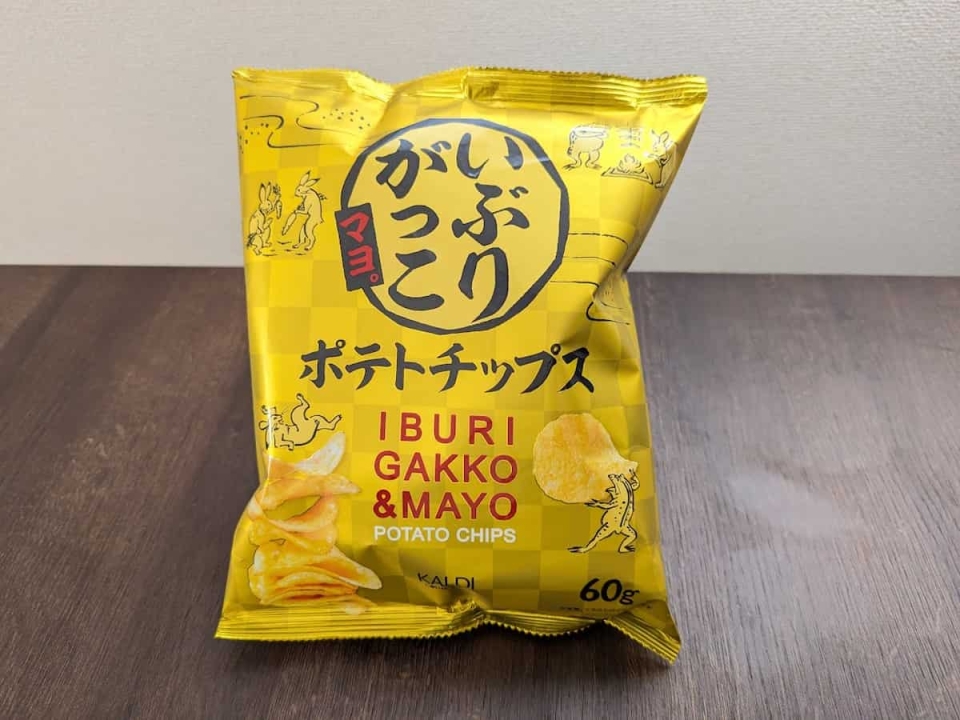 いぶり
がっこ
マヨ。
ポテトチップス
IBURI
GAKKO
&MAYO
POTATO CHIPS
KALDI
60g